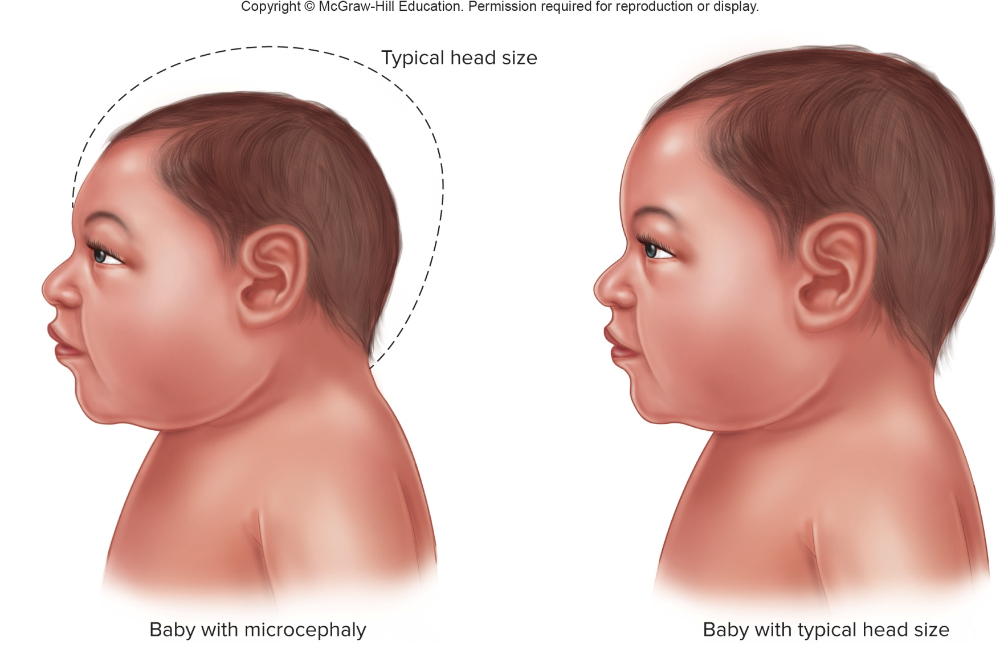 Copyright © McGraw-Hill Education. Permission required for reproduction or display.
Typical head size
Baby with microcephaly
Baby with typical head size